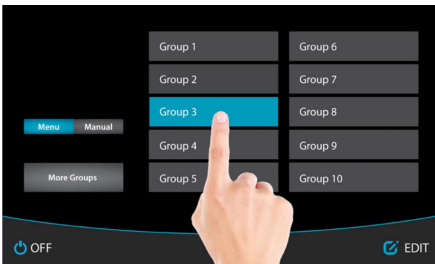 Group 1
Group 6
Group 2
Group 7
Group 3
Group 8
Menu
Manual
Group 4
Group 9
More Groups
Group 5
Group 10
OFF
EDIT